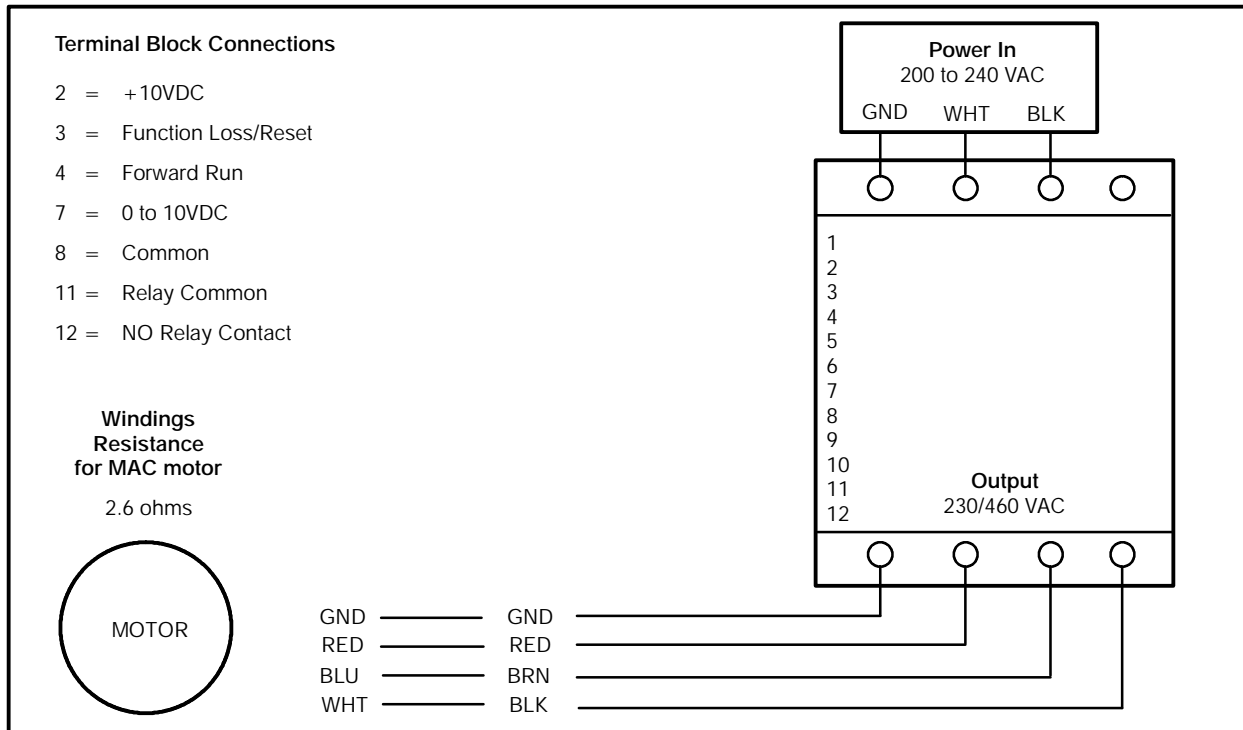 Terminal Block Connections
2 = +10VDC
3 = Function Loss/Reset
4 = Forward Run
7 = 0 to 10VDC
8 = Common
11 = Relay Common
12 = NO Relay Contact
Windings
Resistance
for MAC motor
2.6 ohms
MOTOR
Power In
200 to 240 VAC
GND WHT BLK
1
2
3
4
5
6
7
8
9
10
11
12
Output
230/460 VAC
GND GND
RED RED
BLU BRN
WHT BLK